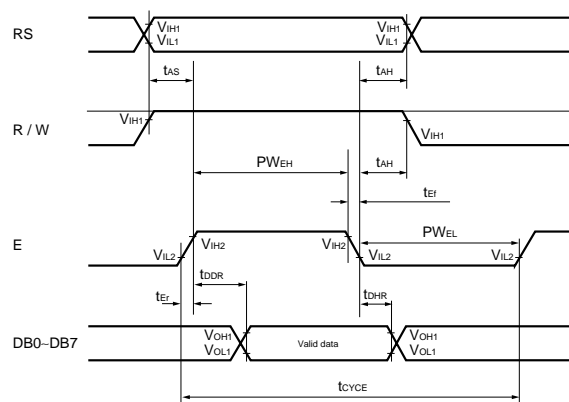 RS
VIH1
VIL1
VIH1
VIL1
tAS
tAH
R / W
VIH1
VIH1
PWEH
tAH
tEf
E
VIL2
VIH2
VIH2
VIL2
PWEL
VIL2
tEr
tDDR
tDHR
DB0~DB7
VOH1
VOL1
Valid data
VOH1
VOL1
tCYCE